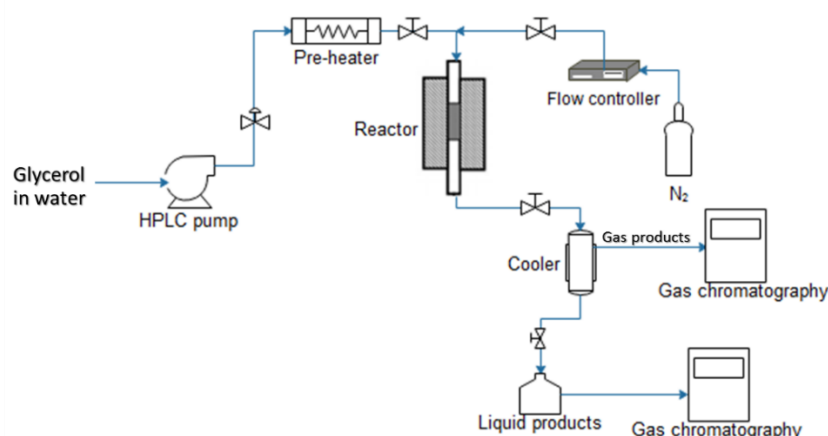 Pre-heater
Flow controller
Reactor
N₂
Glycerol
in water
HPLC pump
Gas products
Cooler
Gas chromatography
Liquid products
Gas chromatography